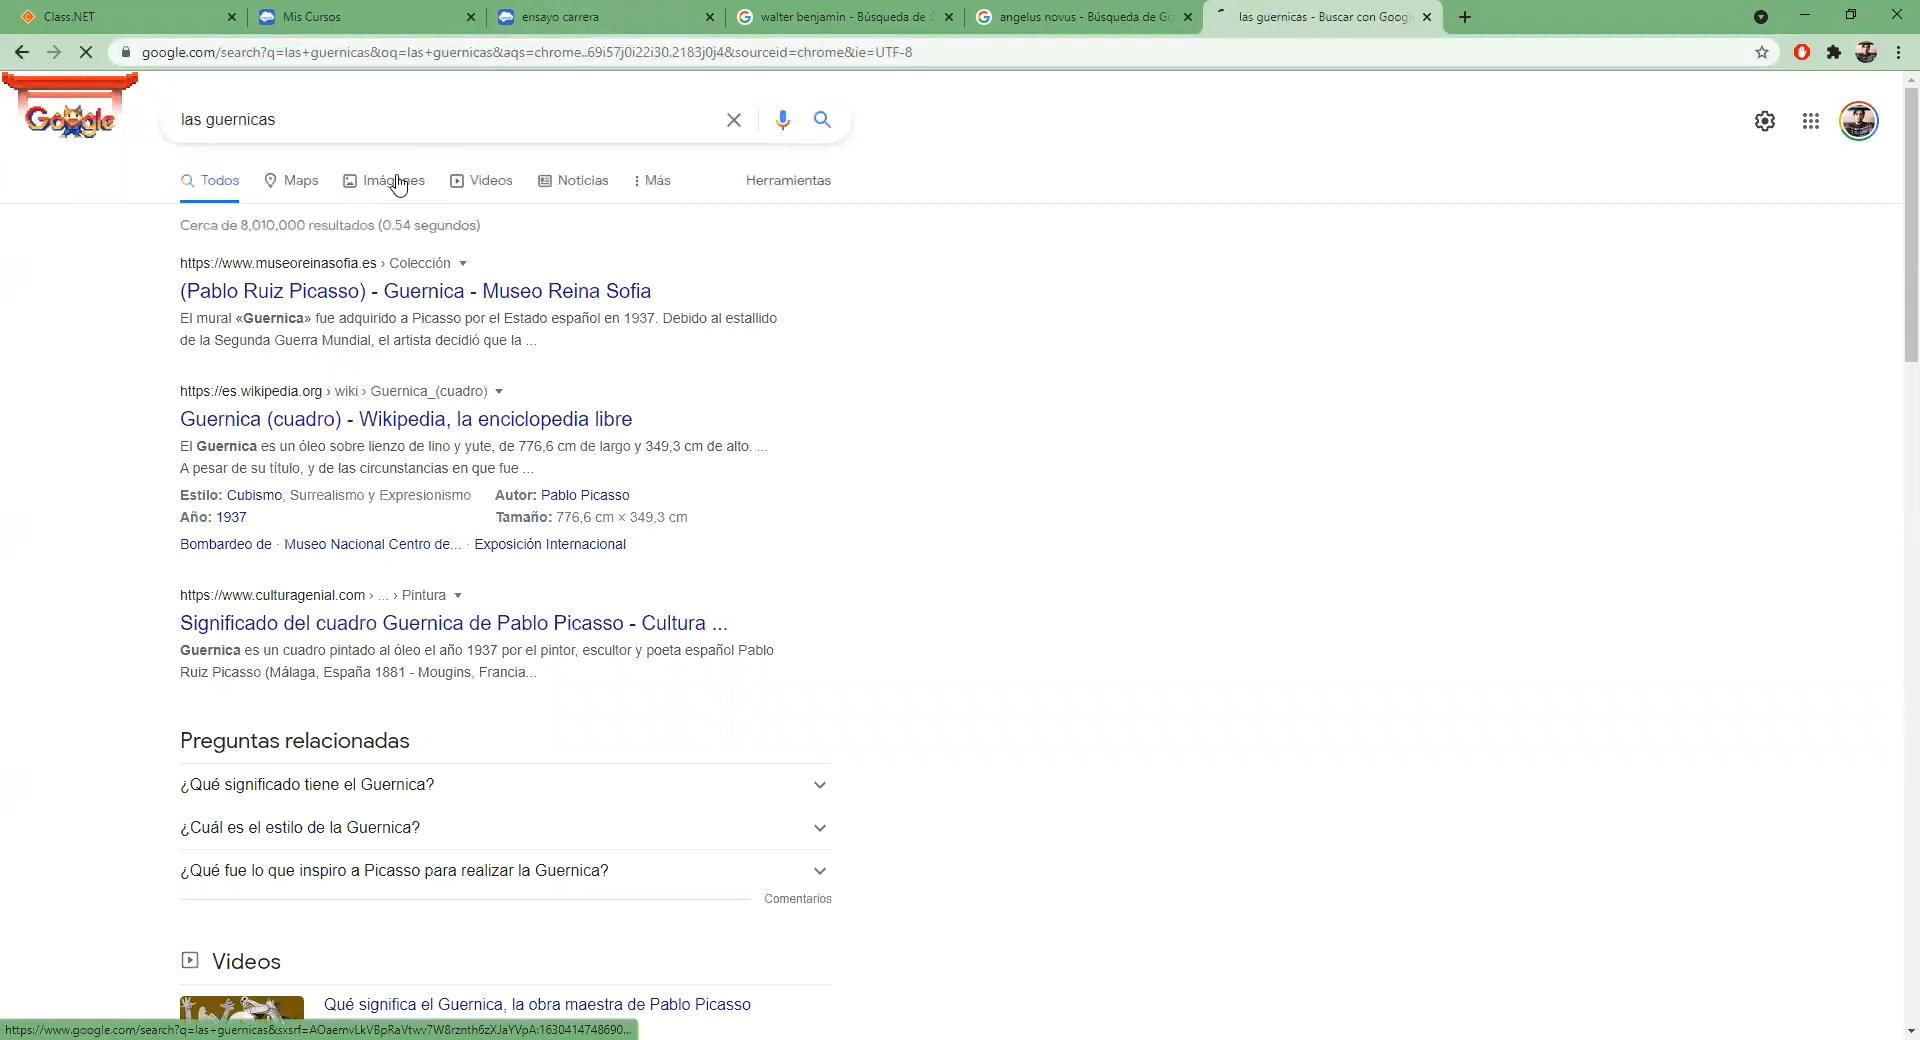 Class.NET
Mis Cursos
ensayo carrera
walter benjamin - Búsqueda de G
angelus novus - Búsqueda de Go
las guernicas - Buscar con Googl
google.com/search?q=las+guernicas&oq=las+guernicas&aqs=chrome..69i57j0i22i30.2183j0j4&sourceid=chrome&ie=UTF-8
Google
las guernicas
Todos
Maps
Imágenes
Videos
Noticias
Más
Herramientas
Cerca de 8,010,000 resultados (0.54 segundos)
https://www.museoreinasofia.es › Colección
(Pablo Ruiz Picasso) - Guernica - Museo Reina Sofia
El mural «Guernica» fue adquirido a Picasso por el Estado español en 1937. Debido al estallido
de la Segunda Guerra Mundial, el artista decidió que la ...
https://es.wikipedia.org › wiki › Guernica_(cuadro)
Guernica (cuadro) - Wikipedia, la enciclopedia libre
El Guernica es un óleo sobre lienzo de lino y yute, de 776,6 cm de largo y 349,3 cm de alto. ...
A pesar de su título, y de las circunstancias en que fue ...
Estilo: Cubismo, Surrealismo y Expresionismo Autor: Pablo Picasso
Año: 1937 Tamaño: 776,6 cm × 349,3 cm
Bombardeo de · Museo Nacional Centro de... · Exposición Internacional
https://www.culturagenial.com › ... › Pintura
Significado del cuadro Guernica de Pablo Picasso - Cultura ...
Guernica es un cuadro pintado al óleo el año 1937 por el pintor, escultor y poeta español Pablo
Ruiz Picasso (Málaga, España 1881 - Mougins, Francia...
Preguntas relacionadas
¿Qué significado tiene el Guernica?
¿Cuál es el estilo de la Guernica?
¿Qué fue lo que inspiro a Picasso para realizar la Guernica?
Comentarios
Videos
Qué significa el Guernica, la obra maestra de Pablo Picasso
https://www.google.com/search?q=las+guernicas&sxsrf=AOaemvLkVBpRaVtwv7W8rznth6zXJaYVpA:1630414748690...